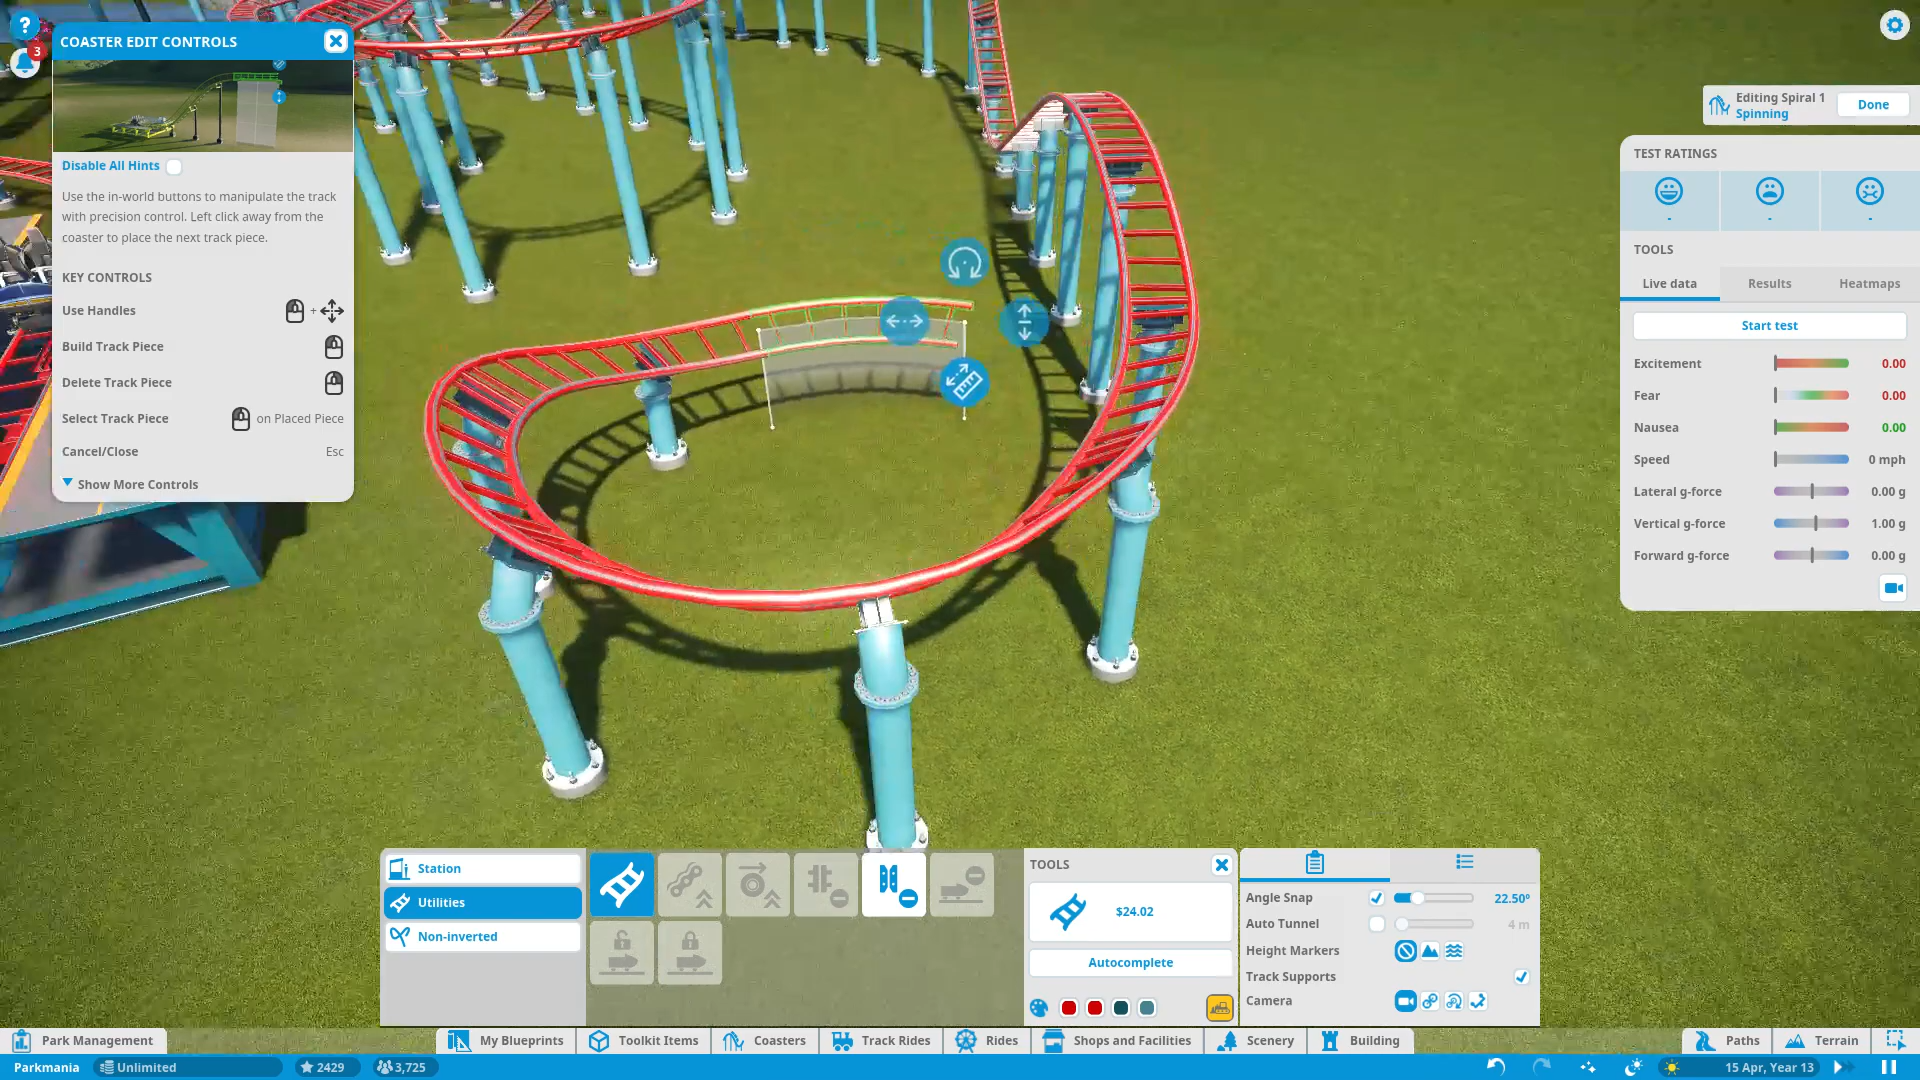 ?
3
COASTER EDIT CONTROLS
Disable All Hints
Use the in-world buttons to manipulate the track
with precision control. Left click away from the
coaster to place the next track piece.
KEY CONTROLS
Use Handles
+
Build Track Piece
Delete Track Piece
Select Track Piece
on Placed Piece
Cancel/Close
Esc
Show More Controls
Editing Spiral 1
Spinning
Done
TEST RATINGS
- - -
TOOLS
Live data
Results
Heatmaps
Start test
Excitement 0.00
Fear 0.00
Nausea 0.00
Speed 0 mph
Lateral g-force 0.00 g
Vertical g-force 1.00 g
Forward g-force 0.00 g
Station
Utilities
Non-inverted
TOOLS
$24.02
Autocomplete
Angle Snap 22.50°
Auto Tunnel 4 m
Height Markers
Track Supports
Camera
Park Management
My Blueprints
Toolkit Items
Coasters
Track Rides
Rides
Shops and Facilities
Scenery
Building
Paths
Terrain
Parkmania
Unlimited
2429
3,725
15 Apr, Year 13